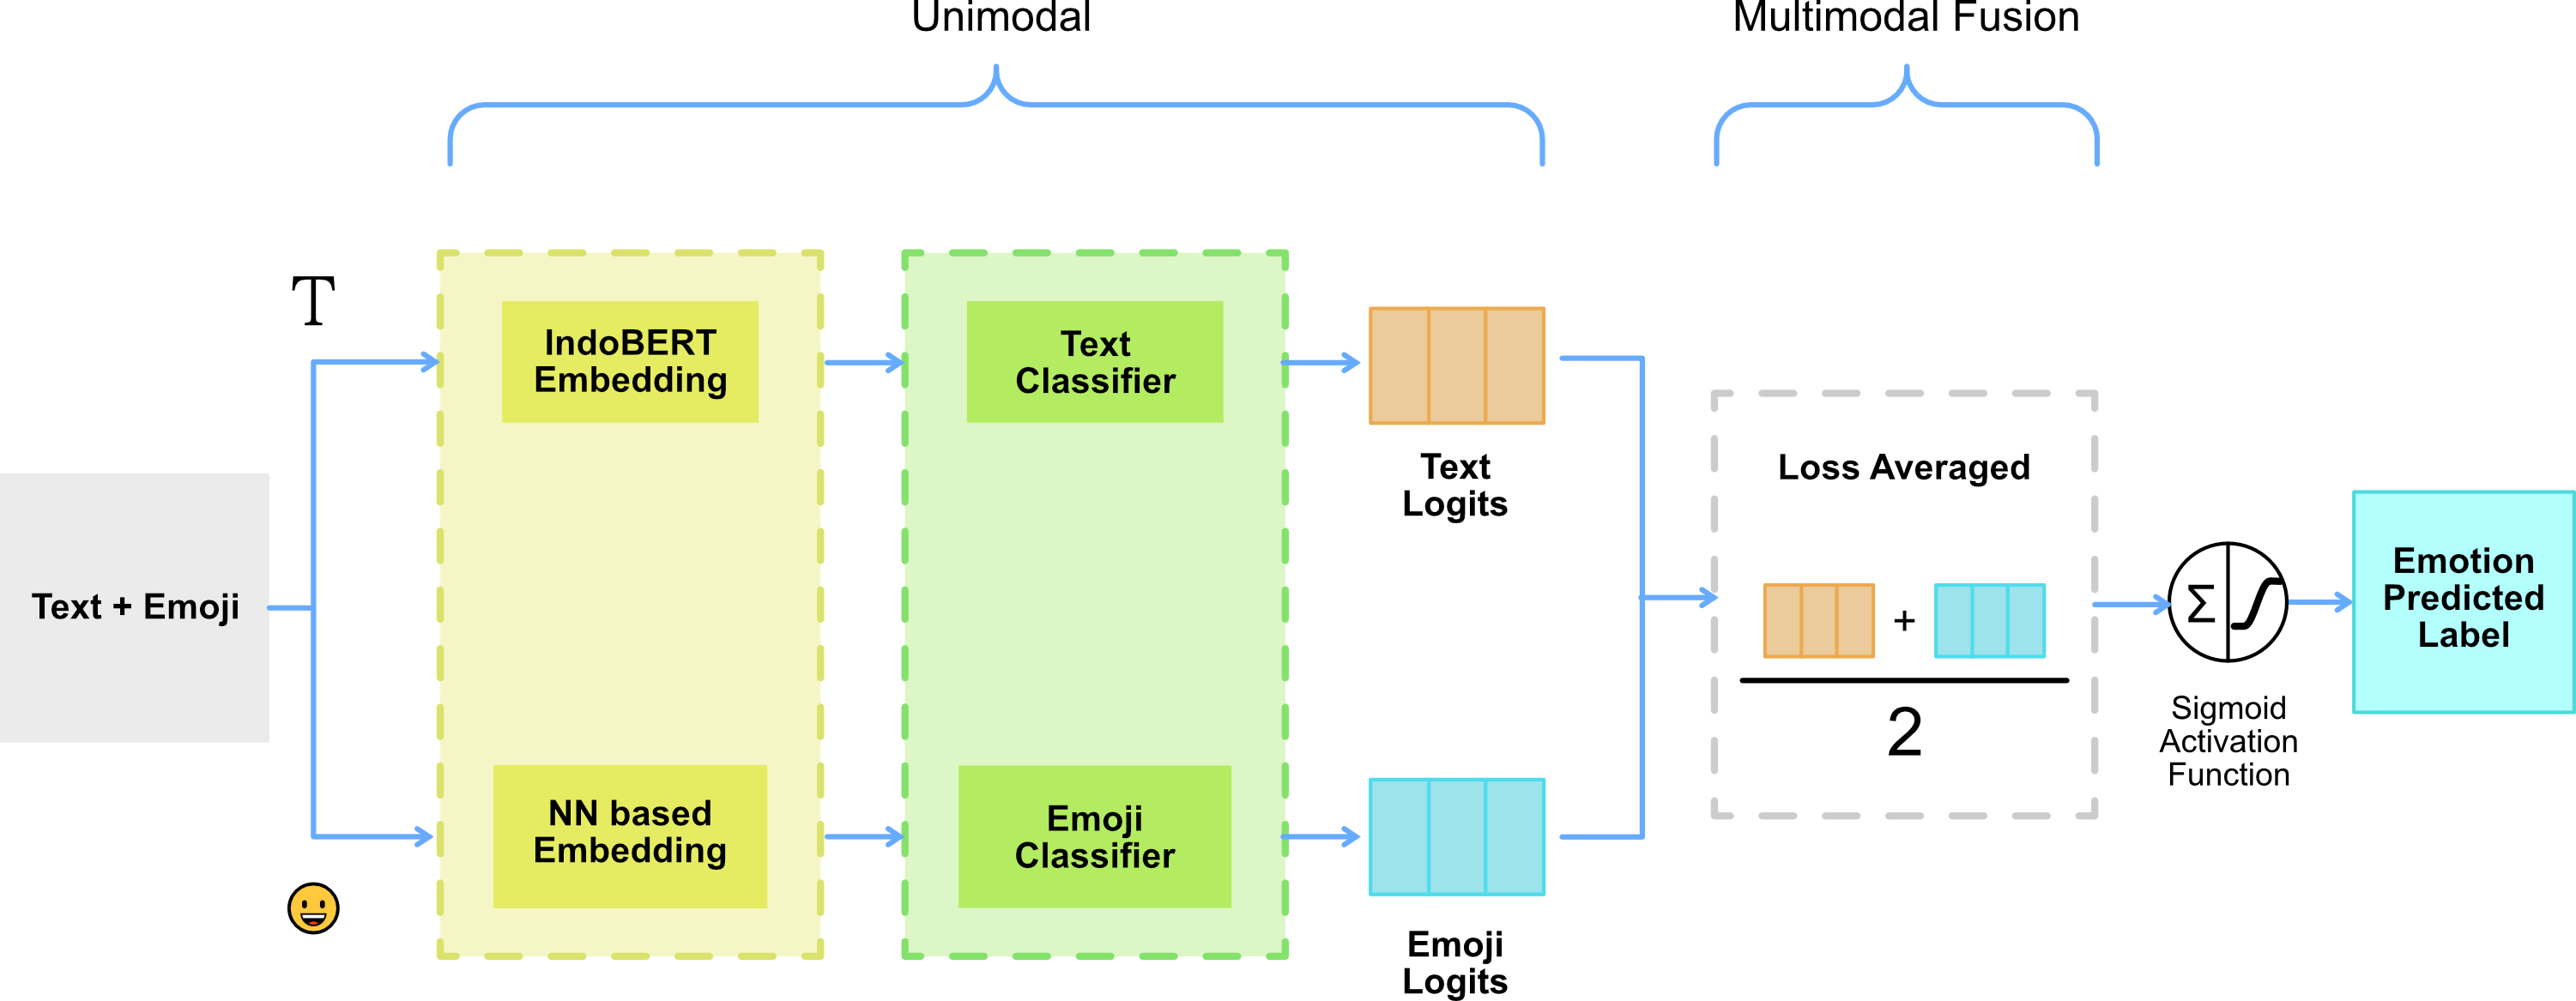 Unimodal
Multimodal Fusion
T
IndoBERT
Embedding
Text
Classifier
Text
Logits
Text + Emoji
NN based
Embedding
Emoji
Classifier
Emoji
Logits
Loss Averaged
+
2
Σ
Sigmoid
Activation
Function
Emotion
Predicted
Label